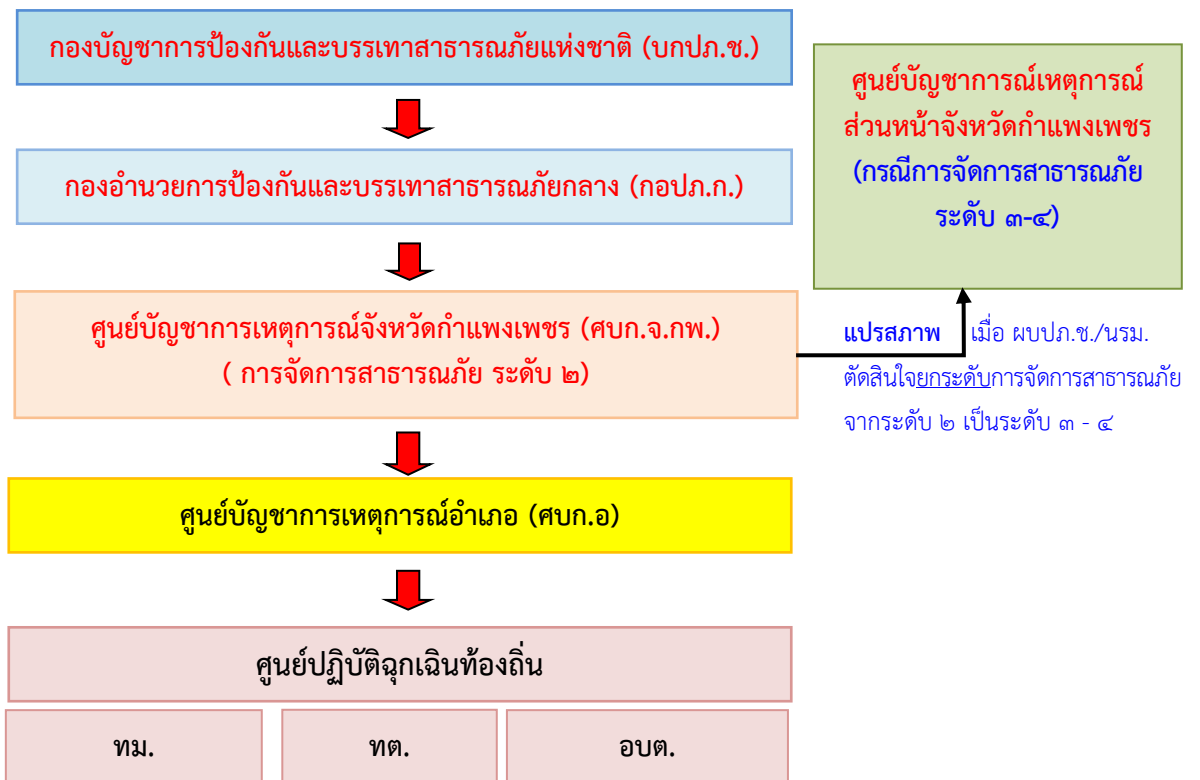 กองบัญชาการป้องกันและบรรเทาสาธารณภัยแห่งชาติ (บกปภ.ช.)
กองอำนวยการป้องกันและบรรเทาสาธารณภัยกลาง (กอปภ.ก.)
ศูนย์บัญชาการณ์เหตุการณ์
ส่วนหน้าจังหวัดกำแพงเพชร
(กรณีการจัดการสาธารณภัย
ระดับ ๓-๔)
ศูนย์บัญชาการเหตุการณ์จังหวัดกำแพงเพชร (ศบก.จ.กพ.)
( การจัดการสาธารณภัย ระดับ ๒)
แปรสภาพ เมื่อ ผบปภ.ช./นรม.
ตัดสินใจยกระดับการจัดการสาธารณภัย
จากระดับ ๒ เป็นระดับ ๓ - ๔
ศูนย์บัญชาการเหตุการณ์อำเภอ (ศบก.อ)
ศูนย์ปฏิบัติฉุกเฉินท้องถิ่น
ทม.
ทต.
อบต.